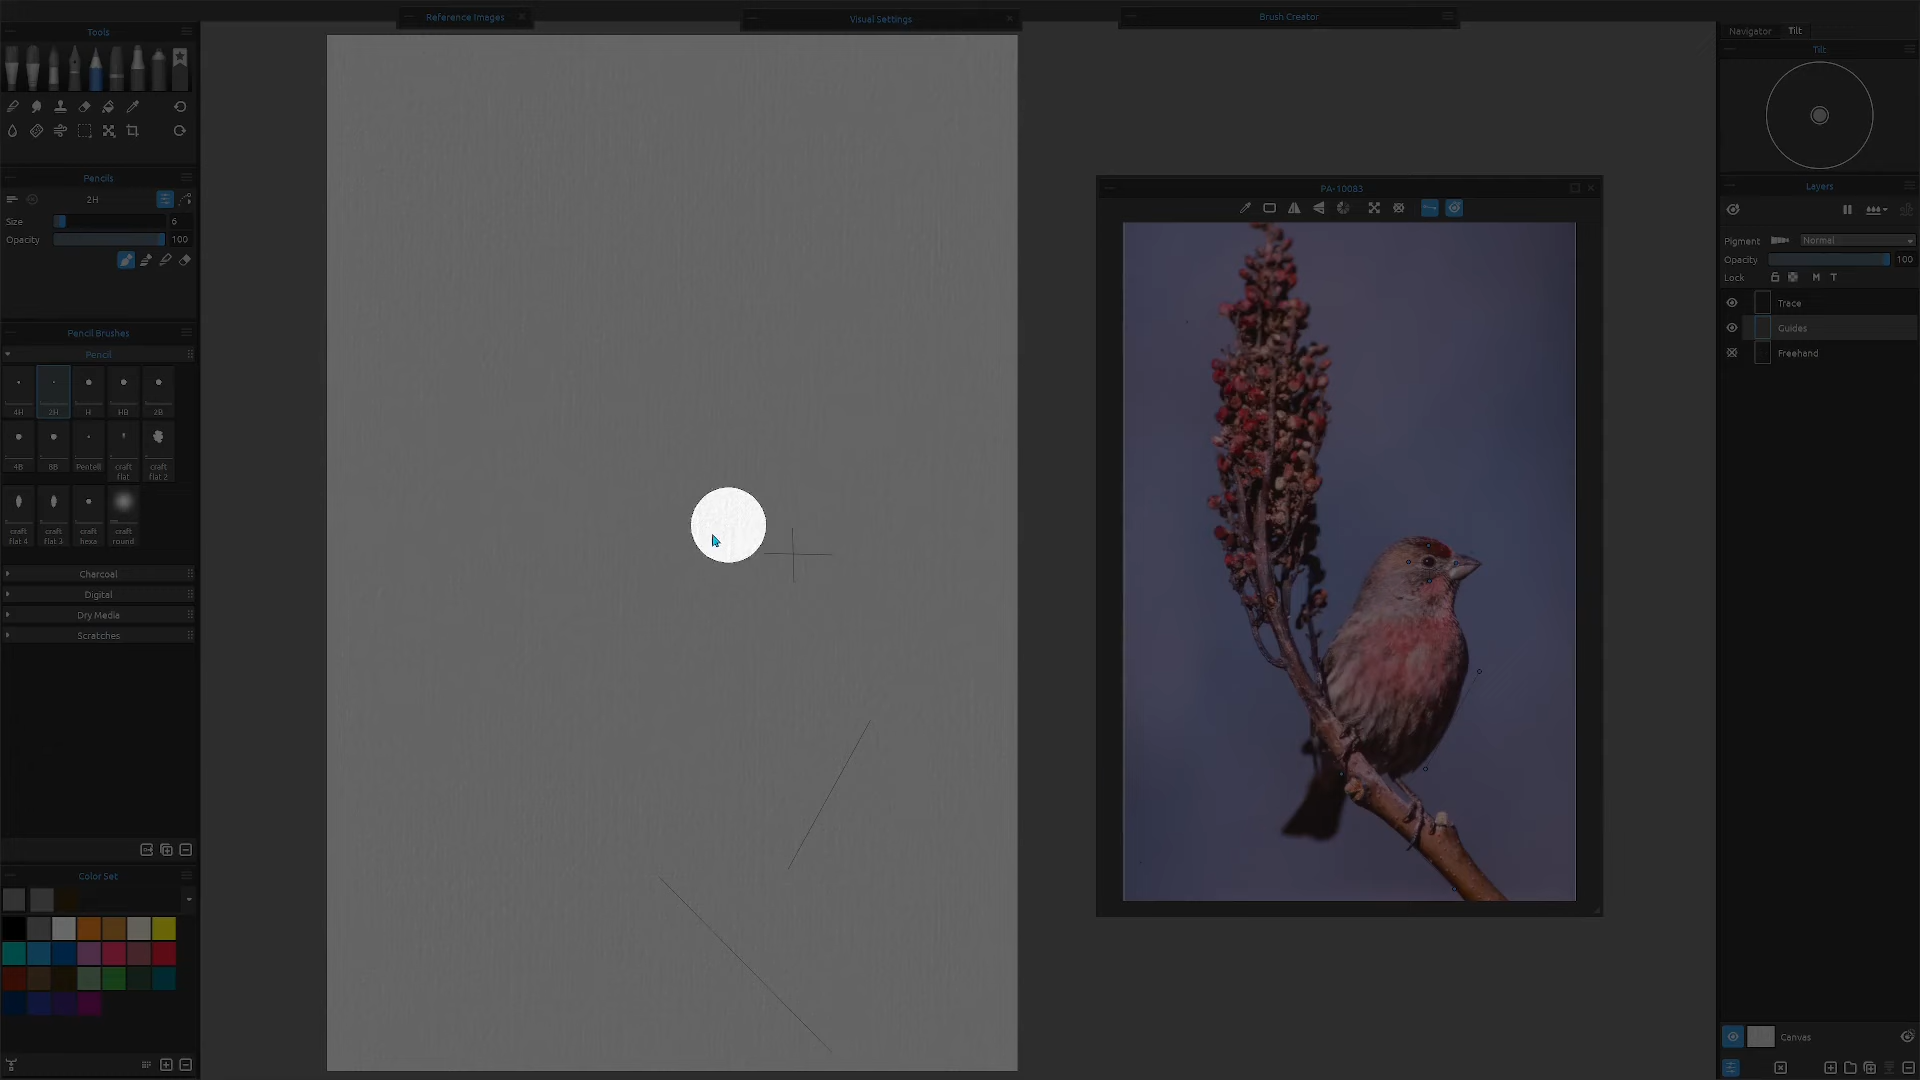 Reference Images
Visual Settings
Brush Creator
Tools
Navigator
Tilt
Tilt
Pencils
2H
Size
6
Opacity
100
PA-10083
Layers
Pigment
Normal
Opacity
100
Lock
M T
Trace
Guides
Freehand
Pencil Brushes
Pencil
4H
2H
H
HB
2B
4B
8B
Pentell
craft flat
craft flat 2
craft flat 4
craft flat 3
craft hexa
craft round
Charcoal
Digital
Dry Media
Scratches
Color Set
Canvas